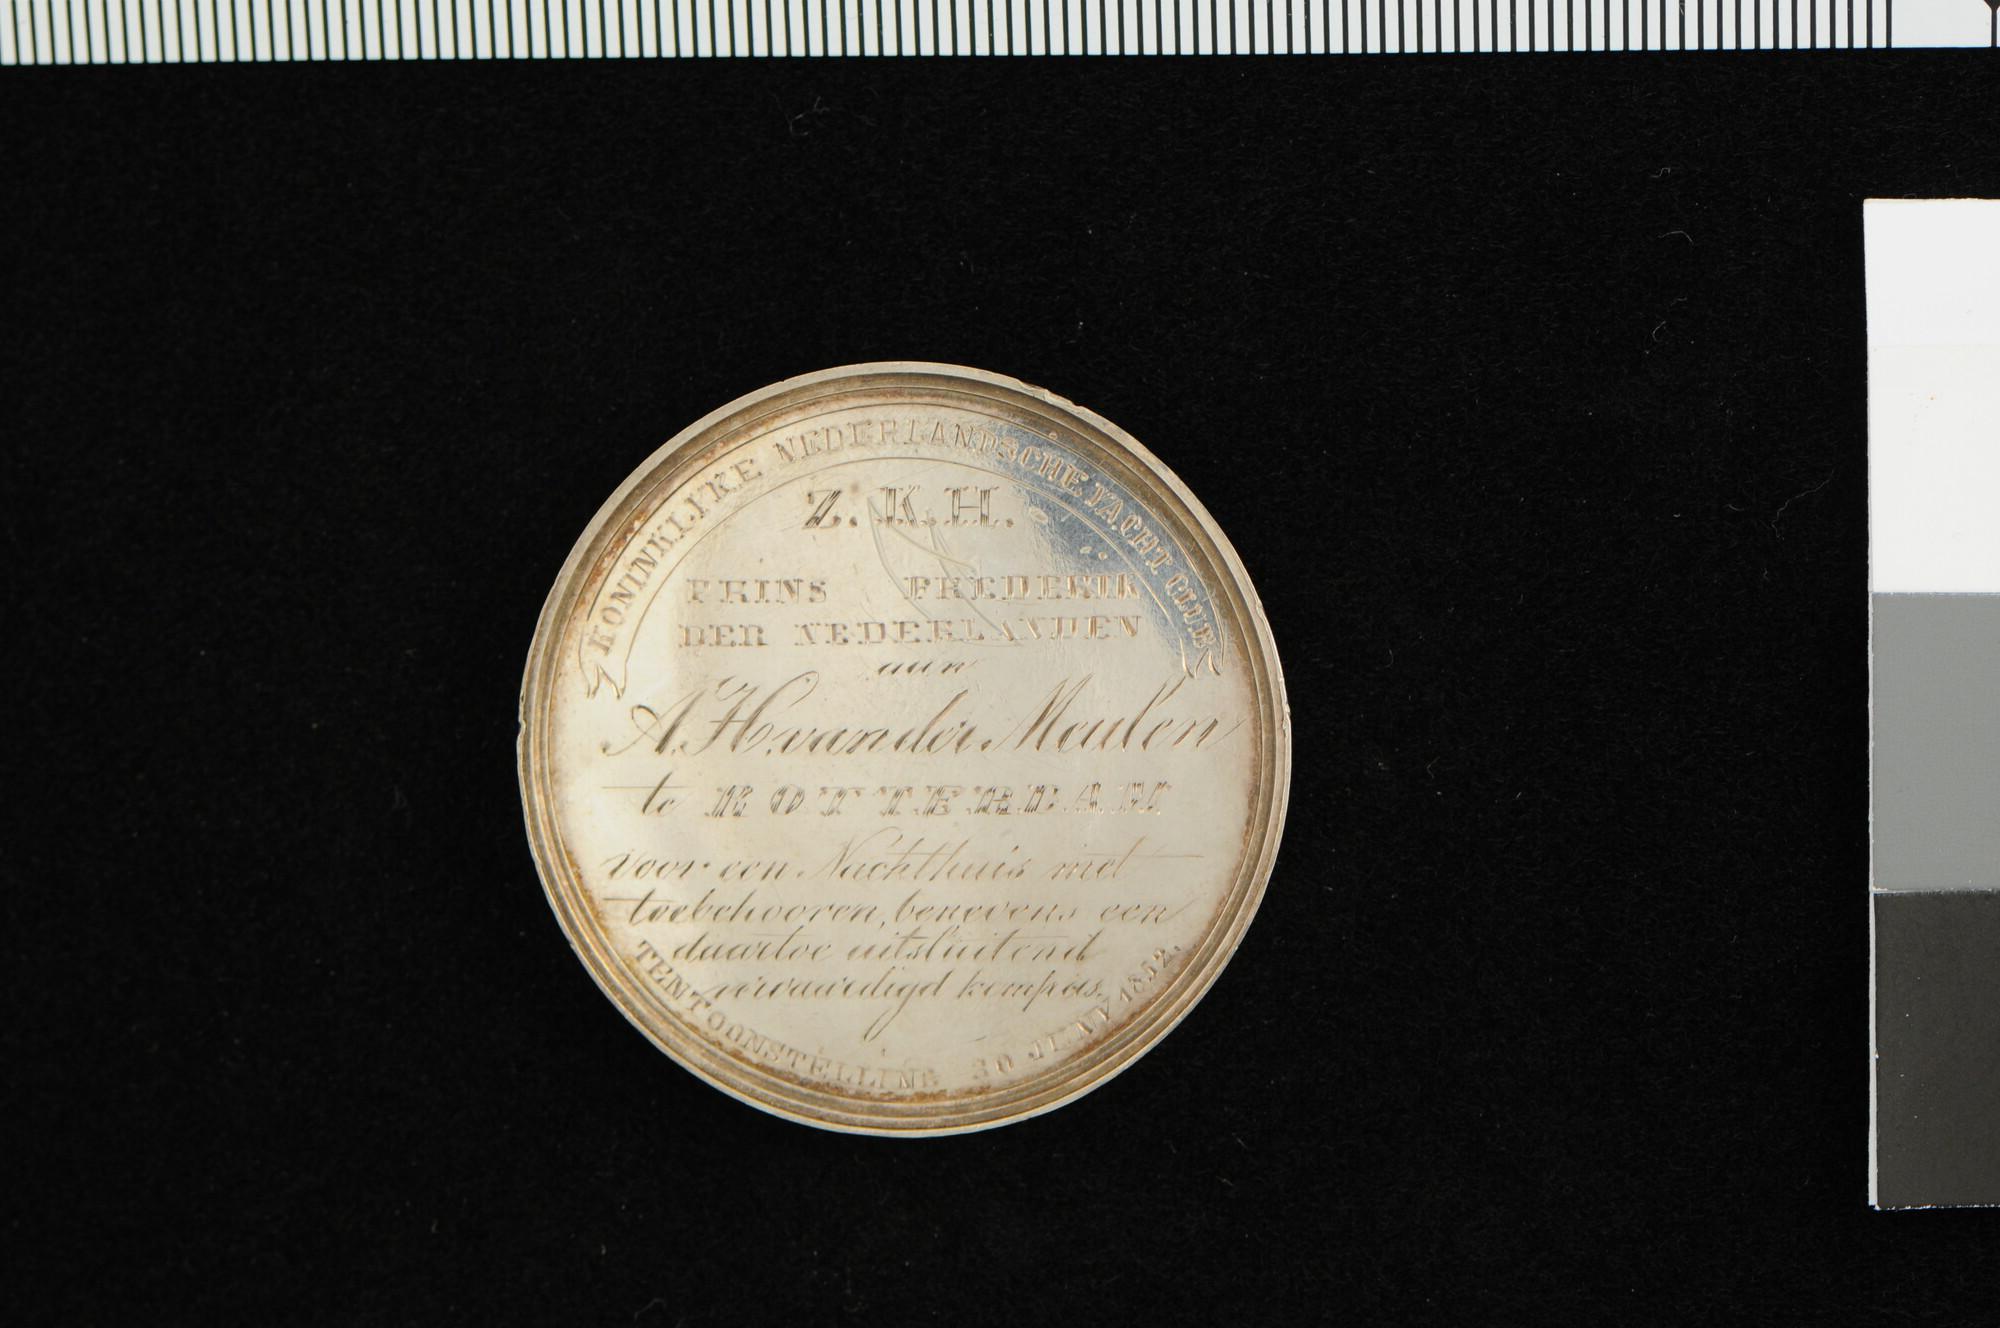 KONINKLIJKE NEDERLANDSCHE YACHT CLUB
Z. K. H.
PRINS FREDERIK
DER NEDERLANDEN
aan
A. H. van der Meulen
te ROTTERDAM
voor een Nachthuis met
toebehooren, benevens een
daartoe uitsluitend
vervaardigd kompas.
TENTOONSTELLING 30 JUNY 1852.